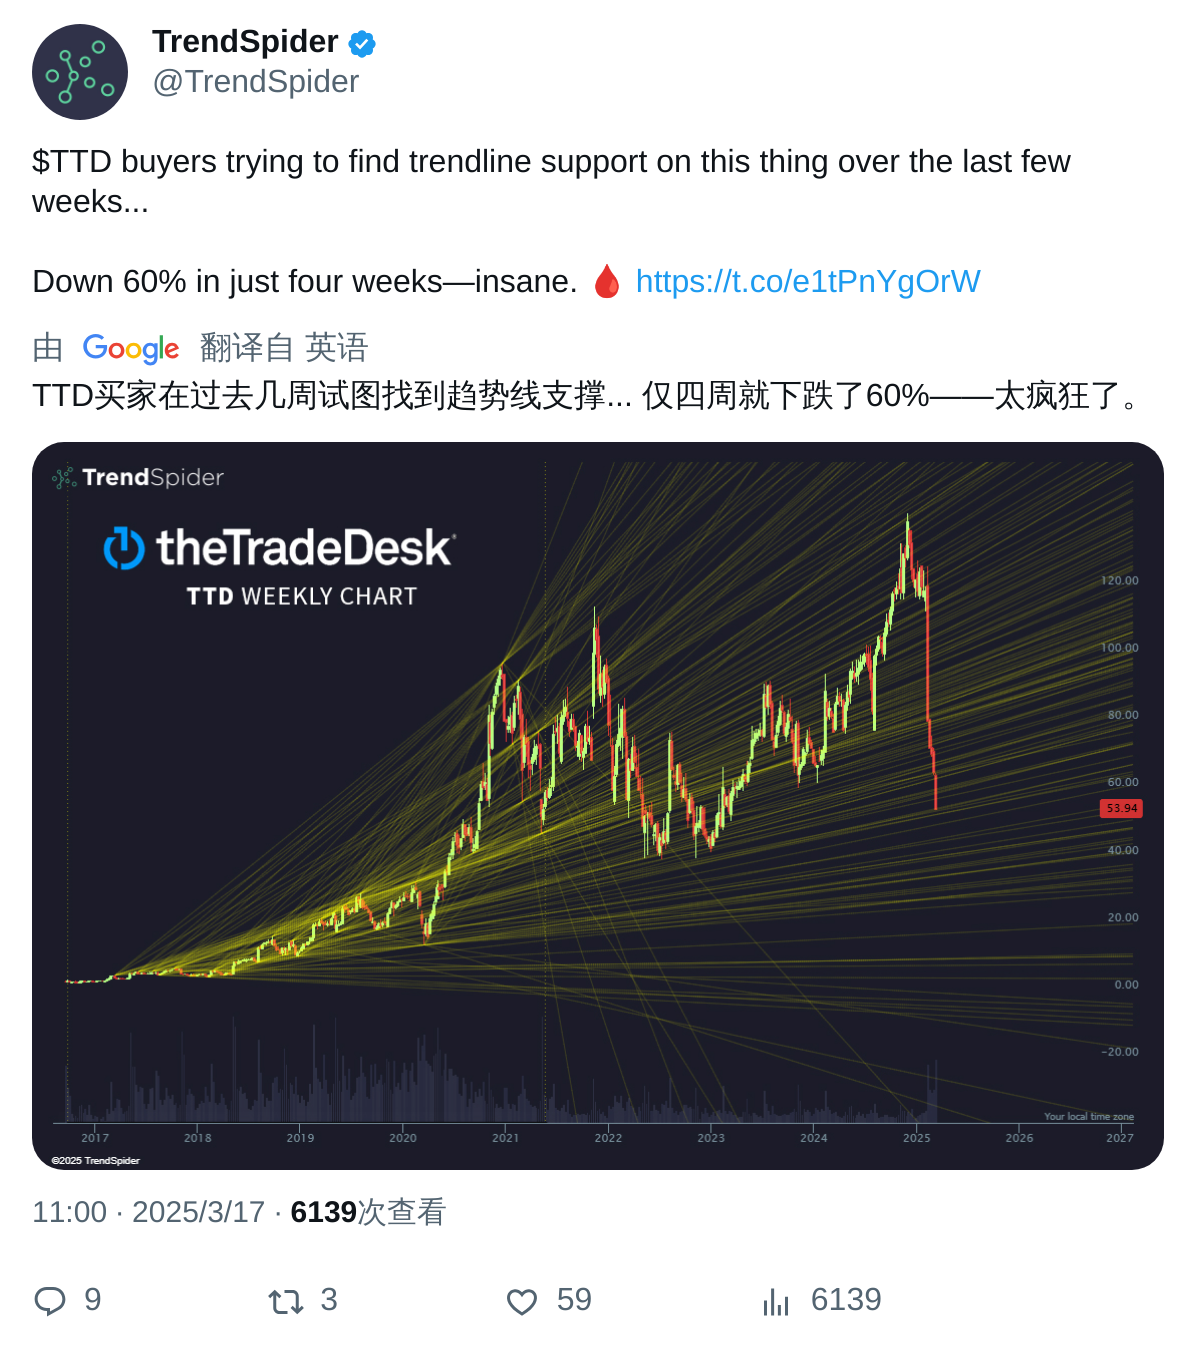 TrendSpider
@TrendSpider
$TTD buyers trying to find trendline support on this thing over the last few
weeks...
Down 60% in just four weeks—insane. 🩸 https://t.co/e1tPnYgOrW
由 Google 翻译自 英语
TTD买家在过去几周试图找到趋势线支撑... 仅四周就下跌了60%——太疯狂了。
TrendSpider
theTradeDesk
TTD WEEKLY CHART
120.00
100.00
80.00
60.00
53.94
40.00
20.00
0.00
-20.00
Your local time zone
2017 2018 2019 2020 2021 2022 2023 2024 2025 2026 2027
©2025 TrendSpider
11:00 · 2025/3/17 · 6139次查看
9 3 59 6139